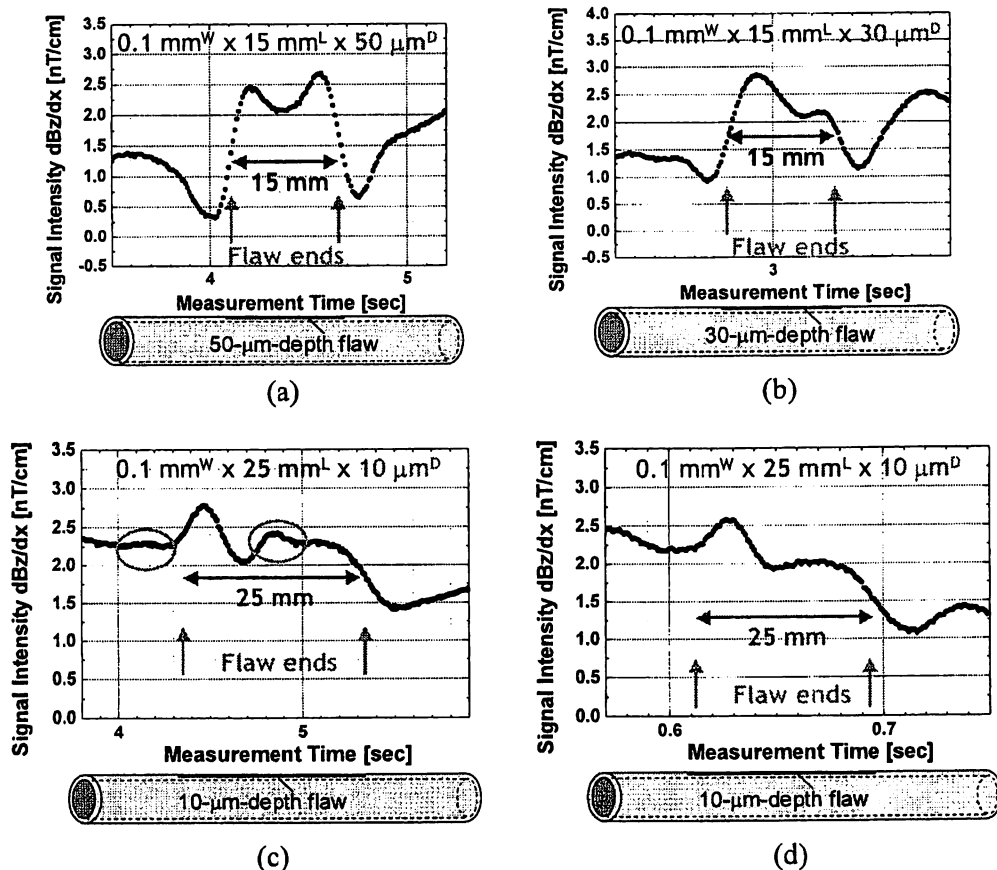 0.1 mmᵂ x 15 mmᴸ x 50 μmᴰ
Signal Intensity dBz/dx [nT/cm]
3.5
3.0
2.5
2.0
1.5
1.0
0.5
0.0
-0.5
15 mm
Flaw ends
4
5
Measurement Time [sec]
50-μm-depth flaw
(a)
0.1 mmᵂ x 15 mmᴸ x 30 μmᴰ
Signal Intensity dBz/dx [nT/cm]
4.0
3.5
3.0
2.5
2.0
1.5
1.0
0.5
0.0
-0.5
15 mm
Flaw ends
3
Measurement Time [sec]
30-μm-depth flaw
(b)
0.1 mmᵂ x 25 mmᴸ x 10 μmᴰ
Signal Intensity dBz/dx [nT/cm]
3.5
3.0
2.5
2.0
1.5
1.0
0.5
0.0
25 mm
Flaw ends
4
5
Measurement Time [sec]
10-μm-depth flaw
(c)
0.1 mmᵂ x 25 mmᴸ x 10 μmᴰ
Signal Intensity dBz/dx [nT/cm]
3.5
3.0
2.5
2.0
1.5
1.0
0.5
0.0
25 mm
Flaw ends
0.6
0.7
Measurement Time [sec]
10-μm-depth flaw
(d)